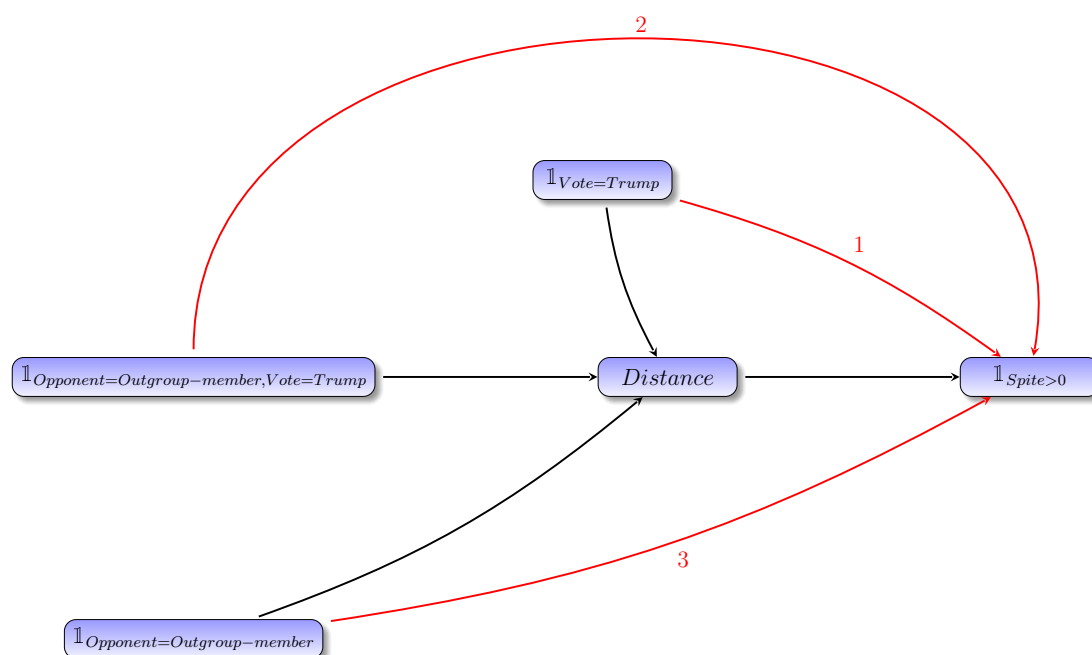 2
𝟙Vote=Trump
1
𝟙Opponent=Outgroup−member,Vote=Trump
Distance
𝟙Spite>0
3
𝟙Opponent=Outgroup−member